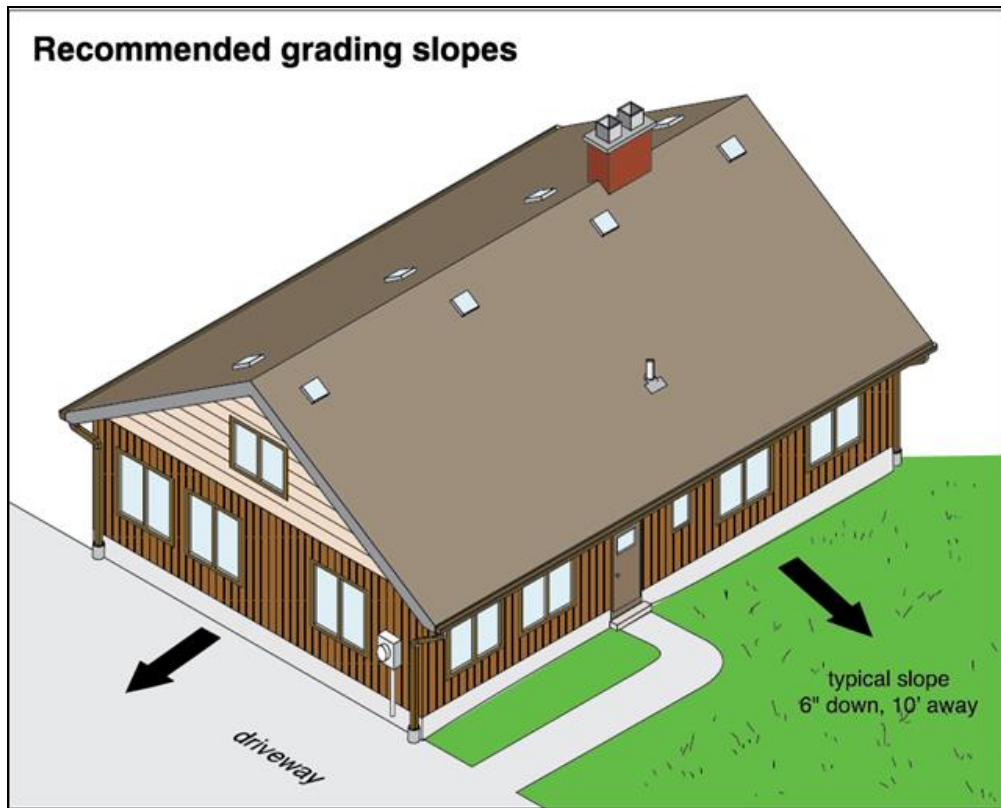 Recommended grading slopes
typical slope
6" down, 10' away
driveway